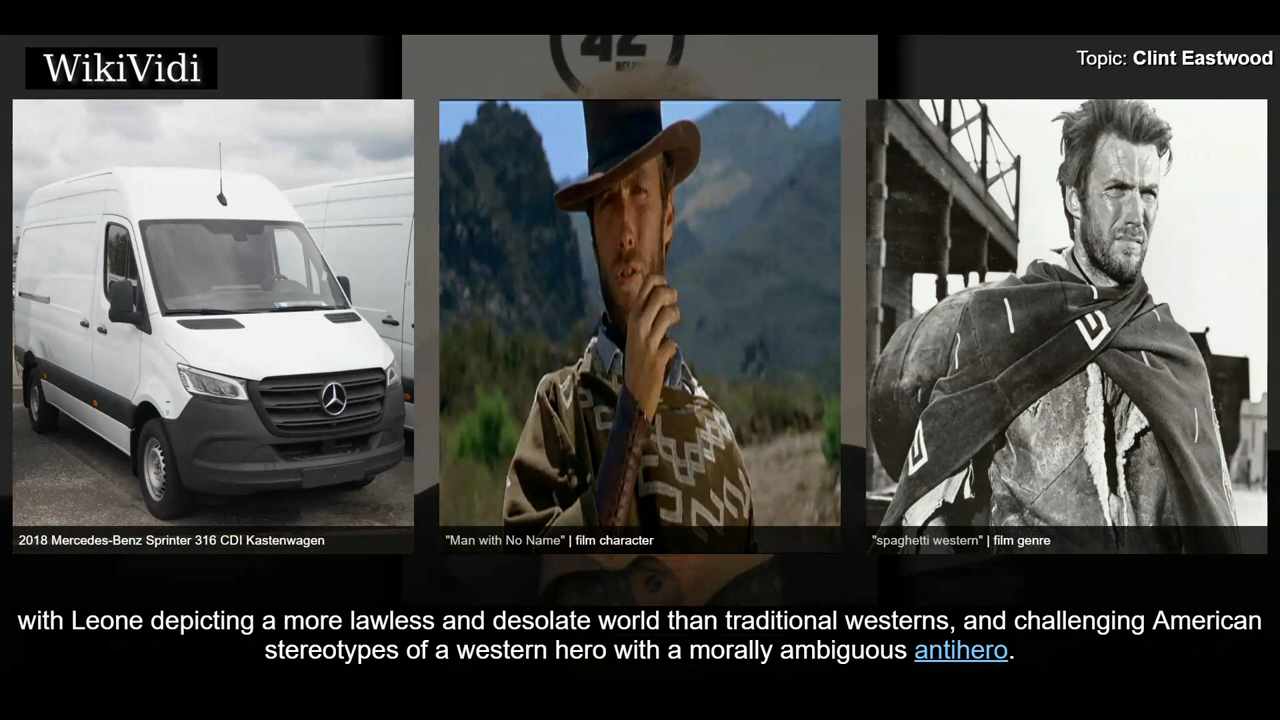 42
WikiVidi
Topic: Clint Eastwood
2018 Mercedes-Benz Sprinter 316 CDI Kastenwagen
"Man with No Name" | film character
"spaghetti western" | film genre
with Leone depicting a more lawless and desolate world than traditional westerns, and challenging American
stereotypes of a western hero with a morally ambiguous antihero.